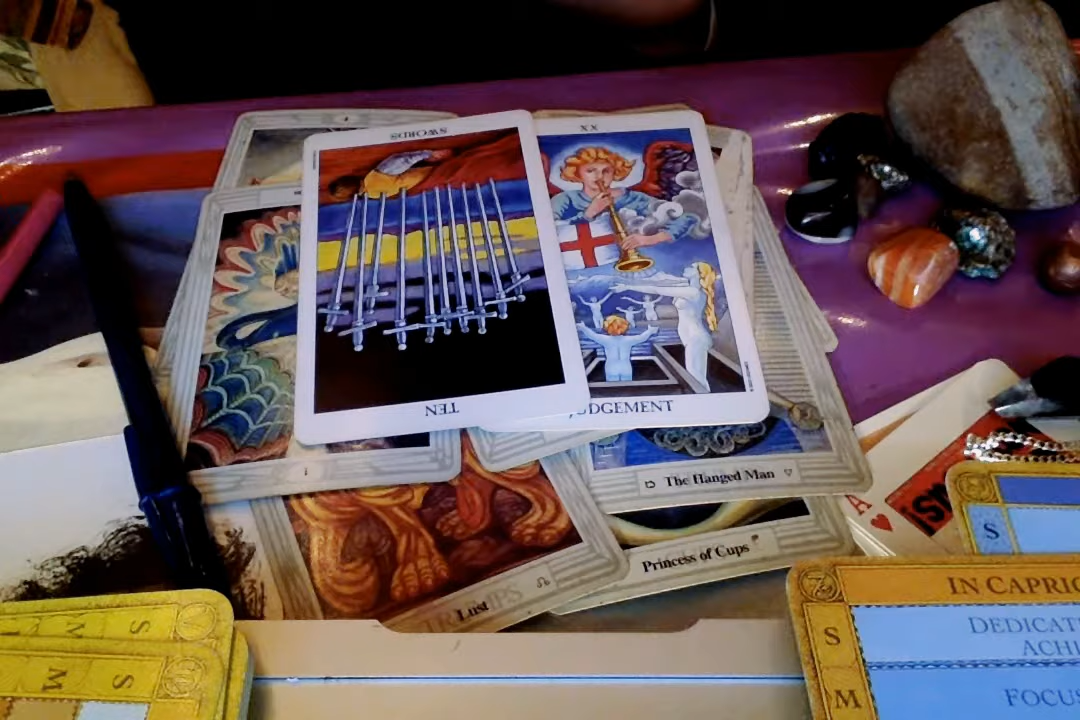 SWORDS
XX
TEN
JUDGEMENT
The Hanged Man
Princess of Cups
Lust
A
S
IN CAPRIC
DEDICAT
S
ACHI
M
FOCUS
S
M
S
M